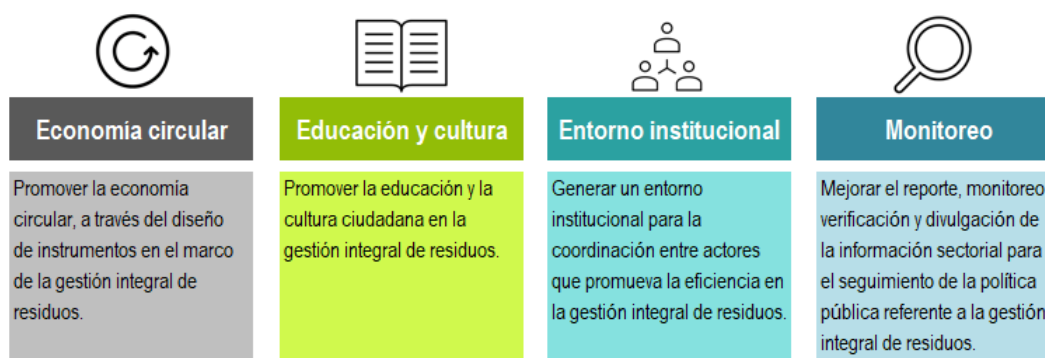 Economía circular
Promover la economía
circular, a través del diseño
de instrumentos en el marco
de la gestión integral de
residuos.
Educación y cultura
Promover la educación y la
cultura ciudadana en la
gestión integral de residuos.
Entorno institucional
Generar un entorno
institucional para la
coordinación entre actores
que promueva la eficiencia en
la gestión integral de residuos.
Monitoreo
Mejorar el reporte, monitoreo
verificación y divulgación de
la información sectorial para
el seguimiento de la política
pública referente a la gestión
integral de residuos.